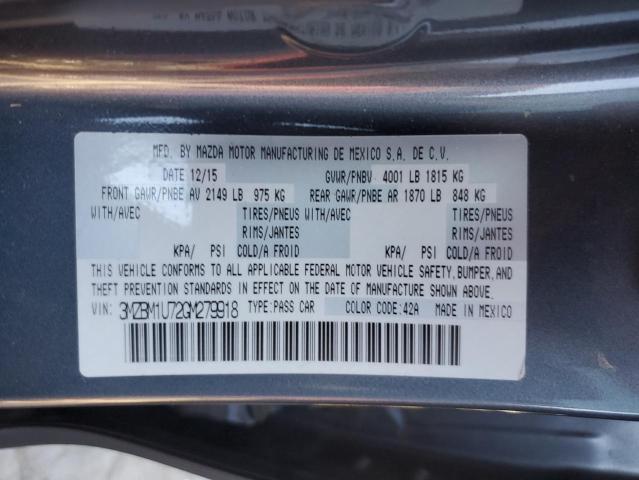 MFD. BY MAZDA MOTOR MANUFACTURING DE MEXICO S.A. DE C.V.
DATE 12/15 GVWR/PNBV 4001 LB 1815 KG
FRONT GAWR/PNBE AV 2149 LB 975 KG REAR GAWR/PNBE AR 1870 LB 848 KG
WITH/AVEC TIRES/PNEUS WITH/AVEC TIRES/PNEUS
RIMS/JANTES RIMS/JANTES
KPA/ PSI COLD/A FROID KPA/ PSI COLD/A FROID
THIS VEHICLE CONFORMS TO ALL APPLICABLE FEDERAL MOTOR VEHICLE SAFETY, BUMPER, AND
THEFT PREVENTION STANDARDS IN EFFECT ON THE DATE OF MANUFACTURE SHOWN ABOVE.
VIN: 3MZBM1U72GM279918 TYPE:PASS CAR COLOR CODE:42A MADE IN MEXICO